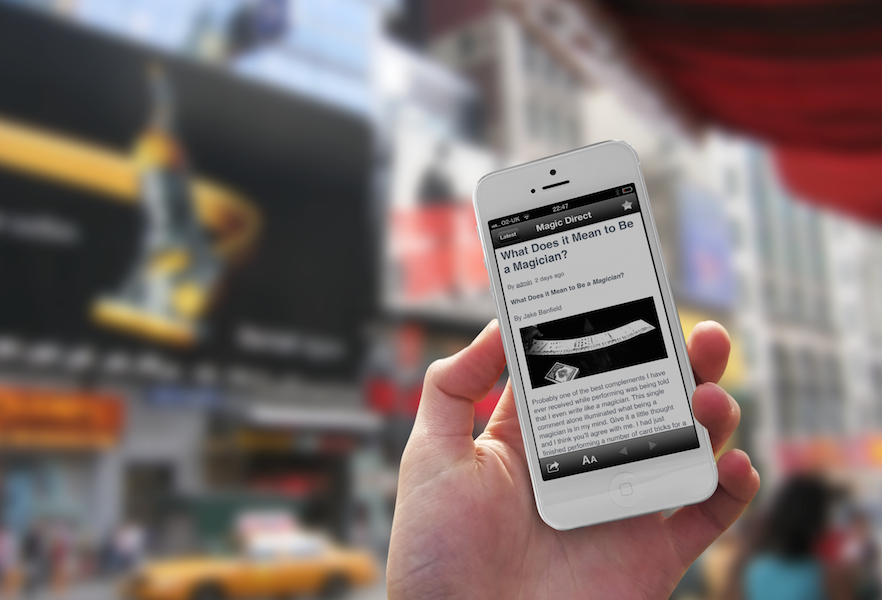 O2-UK 22:47
Latest Magic Direct
What Does it Mean to Be
a Magician?
By admin 2 days ago
What Does it Mean to Be a Magician?
By Jake Banfield
Probably one of the best complements I have
ever received while performing was being told
that I even write like a magician. This single
comment alone illuminated what being a
magician is in my mind. Give it a little thought
and I think you'll agree with me. I had just
finished performing a number of card tricks for a
AA